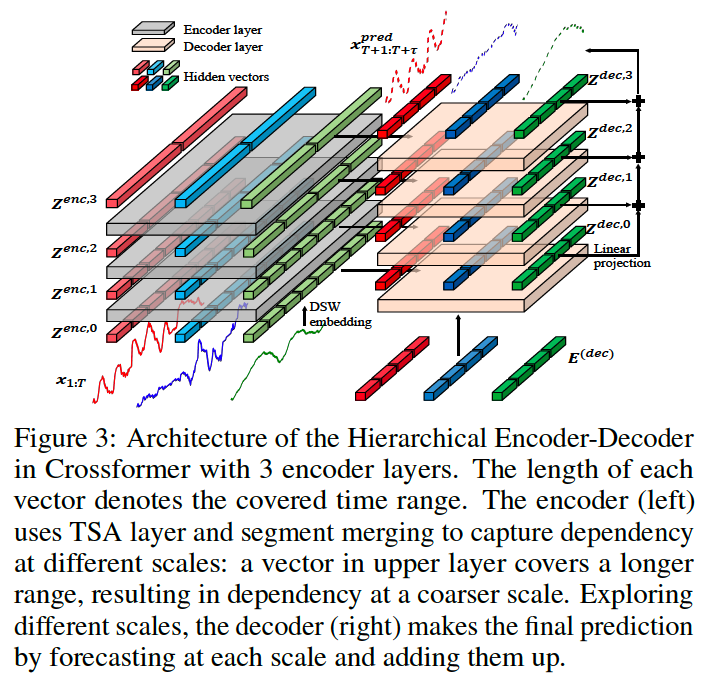 Encoder layer
Decoder layer
Hidden vectors
x^{pred}_{T+1:T+τ}
Z^{dec,3}
Z^{dec,2}
Z^{dec,1}
Z^{dec,0}
Linear
projection
Z^{enc,3}
Z^{enc,2}
Z^{enc,1}
Z^{enc,0}
DSW
embedding
x_{1:T}
E^{(dec)}
Figure 3: Architecture of the Hierarchical Encoder-Decoder
in Crossformer with 3 encoder layers. The length of each
vector denotes the covered time range. The encoder (left)
uses TSA layer and segment merging to capture dependency
at different scales: a vector in upper layer covers a longer
range, resulting in dependency at a coarser scale. Exploring
different scales, the decoder (right) makes the final prediction
by forecasting at each scale and adding them up.